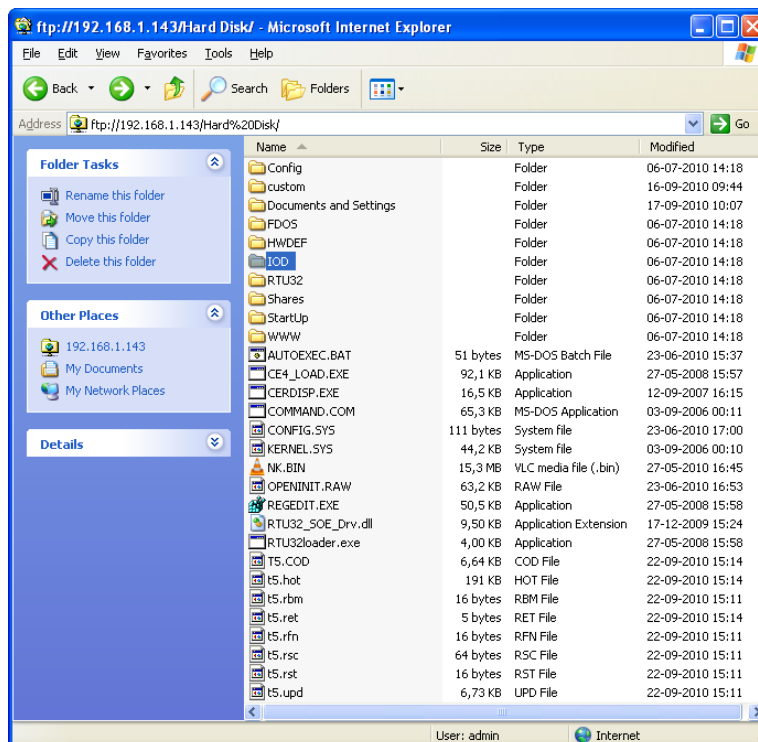 ftp://192.168.1.143/Hard Disk/ - Microsoft Internet Explorer
File Edit View Favorites Tools Help
Back Search Folders
Address ftp://192.168.1.143/Hard%20Disk/ Go
Folder Tasks
Rename this folder
Move this folder
Copy this folder
Delete this folder
Other Places
192.168.1.143
My Documents
My Network Places
Details
Name Size Type Modified
Config Folder 06-07-2010 14:18
custom Folder 16-09-2010 09:44
Documents and Settings Folder 17-09-2010 10:07
FDOS Folder 06-07-2010 14:18
HWDEF Folder 06-07-2010 14:18
IOD Folder 06-07-2010 14:18
RTU32 Folder 06-07-2010 14:18
Shares Folder 06-07-2010 14:18
StartUp Folder 06-07-2010 14:18
WWW Folder 06-07-2010 14:18
AUTOEXEC.BAT 51 bytes MS-DOS Batch File 23-06-2010 15:37
CE4_LOAD.EXE 92,1 KB Application 27-05-2008 15:57
CERDISP.EXE 16,5 KB Application 12-09-2007 16:15
COMMAND.COM 65,3 KB MS-DOS Application 03-09-2006 00:11
CONFIG.SYS 111 bytes System file 23-06-2010 17:00
KERNEL.SYS 44,2 KB System file 03-09-2006 00:10
NK.BIN 15,3 MB VLC media file (.bin) 27-05-2010 16:45
OPENINIT.RAW 63,2 KB RAW File 23-06-2010 16:53
REGEDIT.EXE 50,5 KB Application 27-05-2008 15:58
RTU32_SOE_Drv.dll 9,50 KB Application Extension 17-12-2009 15:24
RTU32loader.exe 4,00 KB Application 27-05-2008 15:58
T5.COD 6,64 KB COD File 22-09-2010 15:14
t5.hot 191 KB HOT File 22-09-2010 15:14
t5.rbm 16 bytes RBM File 22-09-2010 15:11
t5.ret 5 bytes RET File 22-09-2010 15:14
t5.rfn 16 bytes RFN File 22-09-2010 15:11
t5.rsc 64 bytes RSC File 22-09-2010 15:11
t5.rst 16 bytes RST File 22-09-2010 15:11
t5.upd 6,73 KB UPD File 22-09-2010 15:11
User: admin Internet